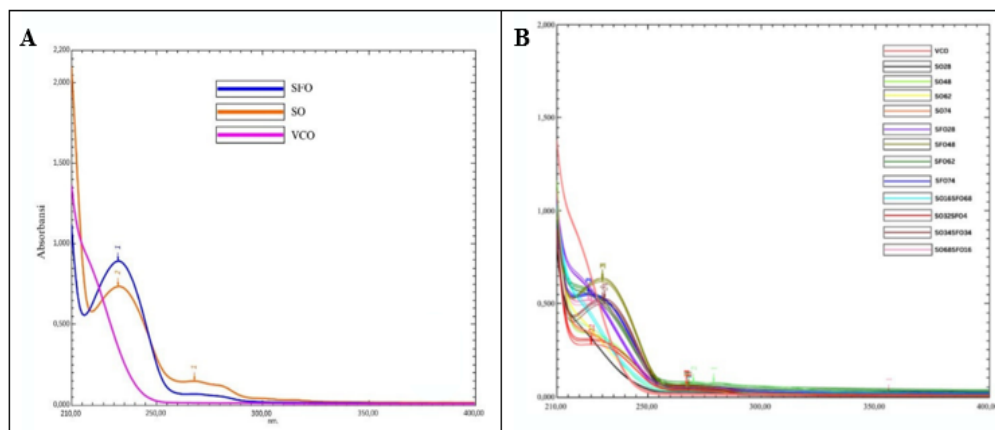 A
2,200
2,000
1,500
1,000
0,500
0,000
Absorbansi
210,00
250,00
300,00
350,00
400,00
nm.
SFO
SO
VCO
1
2
3
B
2,000
1,500
1,000
0,500
0,000
210,00
250,00
300,00
350,00
400,00
VCO
SO28
SO48
SO62
SO74
SFO28
SFO48
SFO62
SFO74
SO16SFO68
SO32SFO4
SO34SFO34
SO68SFO16